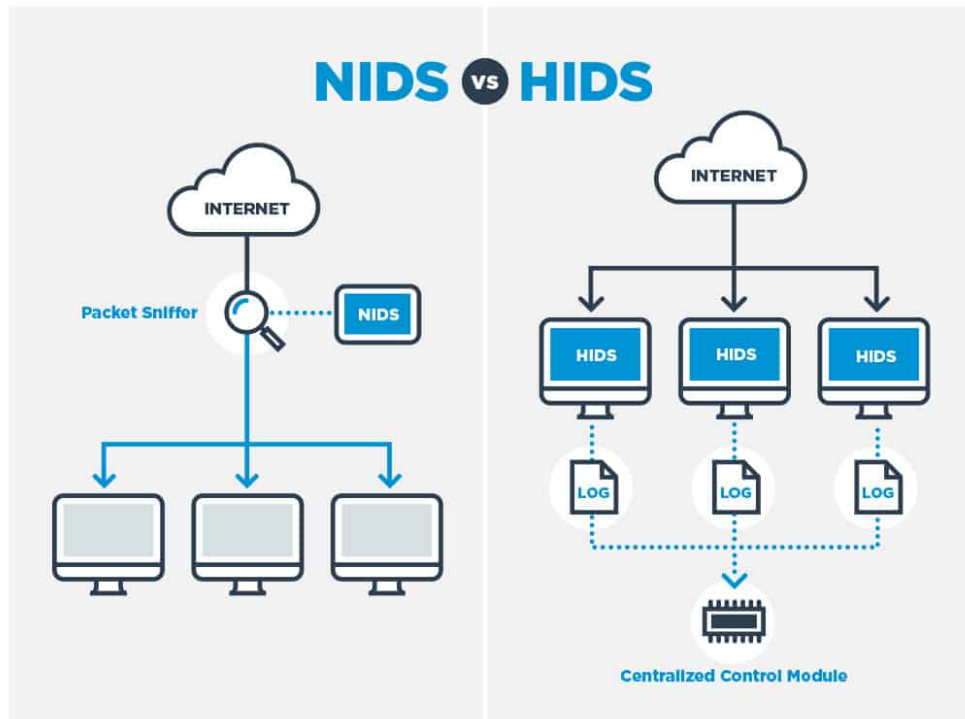 NIDS VS HIDS
INTERNET
Packet Sniffer
NIDS
INTERNET
HIDS
HIDS
HIDS
LOG
LOG
LOG
Centralized Control Module